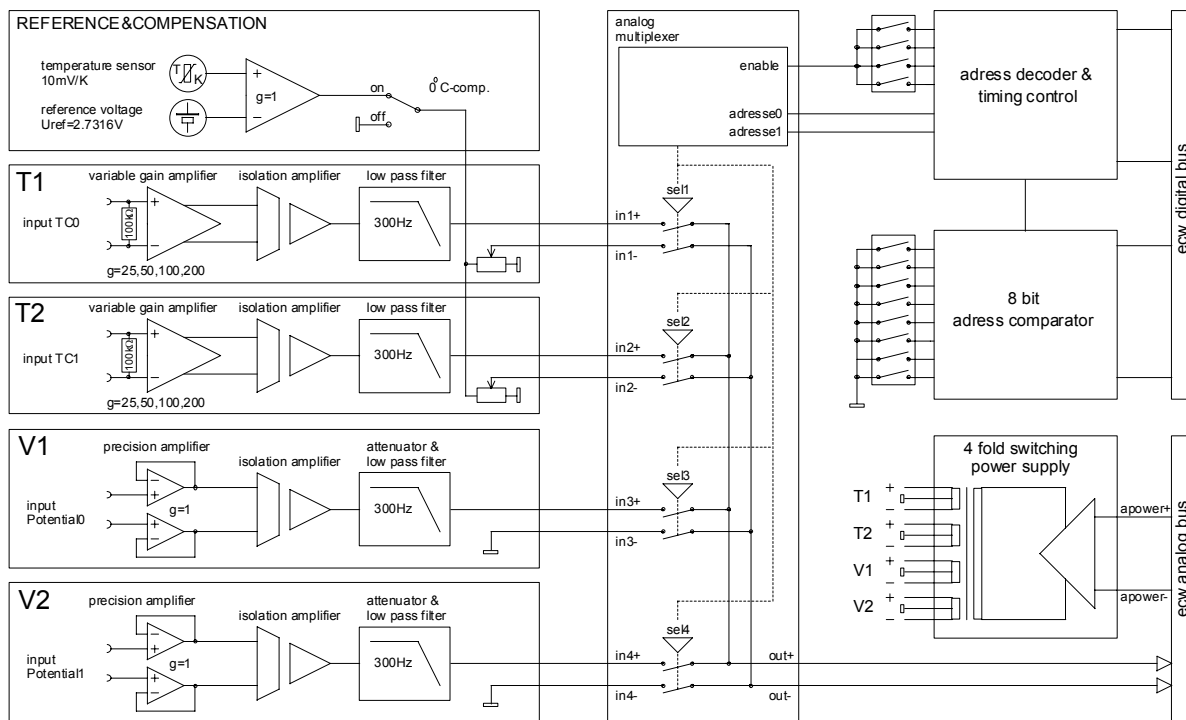 REFERENCE&COMPENSATION
temperature sensor
10mV/K
T
K
reference voltage
Uref=2.7316V
+
g=1
−
on
off
0°C-comp.
T1
variable gain amplifier
isolation amplifier
low pass filter
input TC0
100kΩ
+
−
300Hz
g=25,50,100,200
T2
variable gain amplifier
isolation amplifier
low pass filter
input TC1
100kΩ
+
−
300Hz
g=25,50,100,200
V1
precision amplifier
isolation amplifier
attenuator &
low pass filter
input
Potential0
−
+
g=1
+
−
300Hz
V2
precision amplifier
isolation amplifier
attenuator &
low pass filter
input
Potential1
−
+
g=1
+
−
300Hz
analog
multiplexer
enable
adresse0
adresse1
sel1
in1+
in1-
sel2
in2+
in2-
sel3
in3+
in3-
sel4
in4+
in4-
out+
out-
adress decoder &
timing control
8 bit
adress comparator
ecw digital bus
4 fold switching
power supply
T1
+
−
T2
+
−
V1
+
−
V2
+
−
apower+
apower-
ecw analog bus